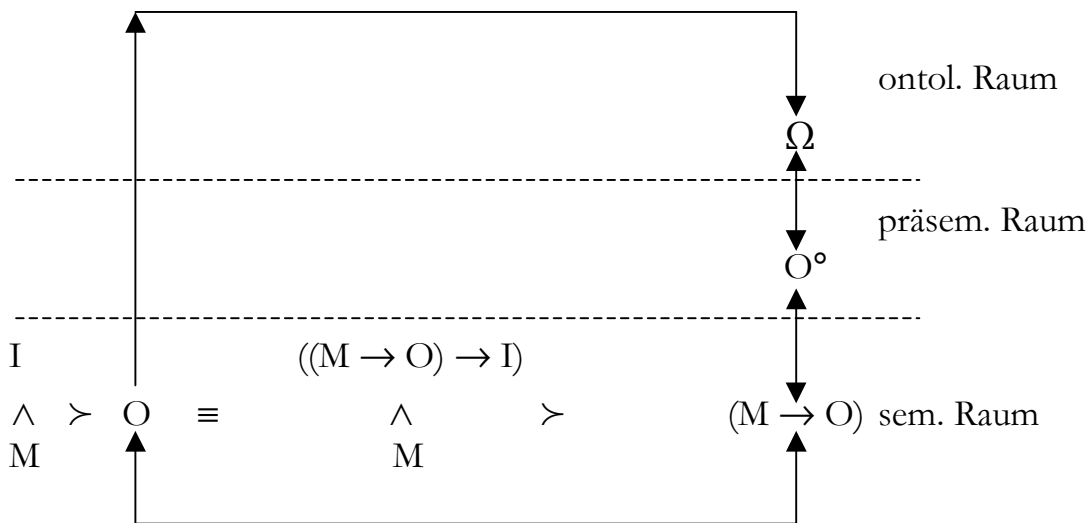 ontol. Raum
Ω
präsem. Raum
O°
I ((M → O) → I)
⋏ ≻ O ≡ ⋏ ≻ (M → O) sem. Raum
M M